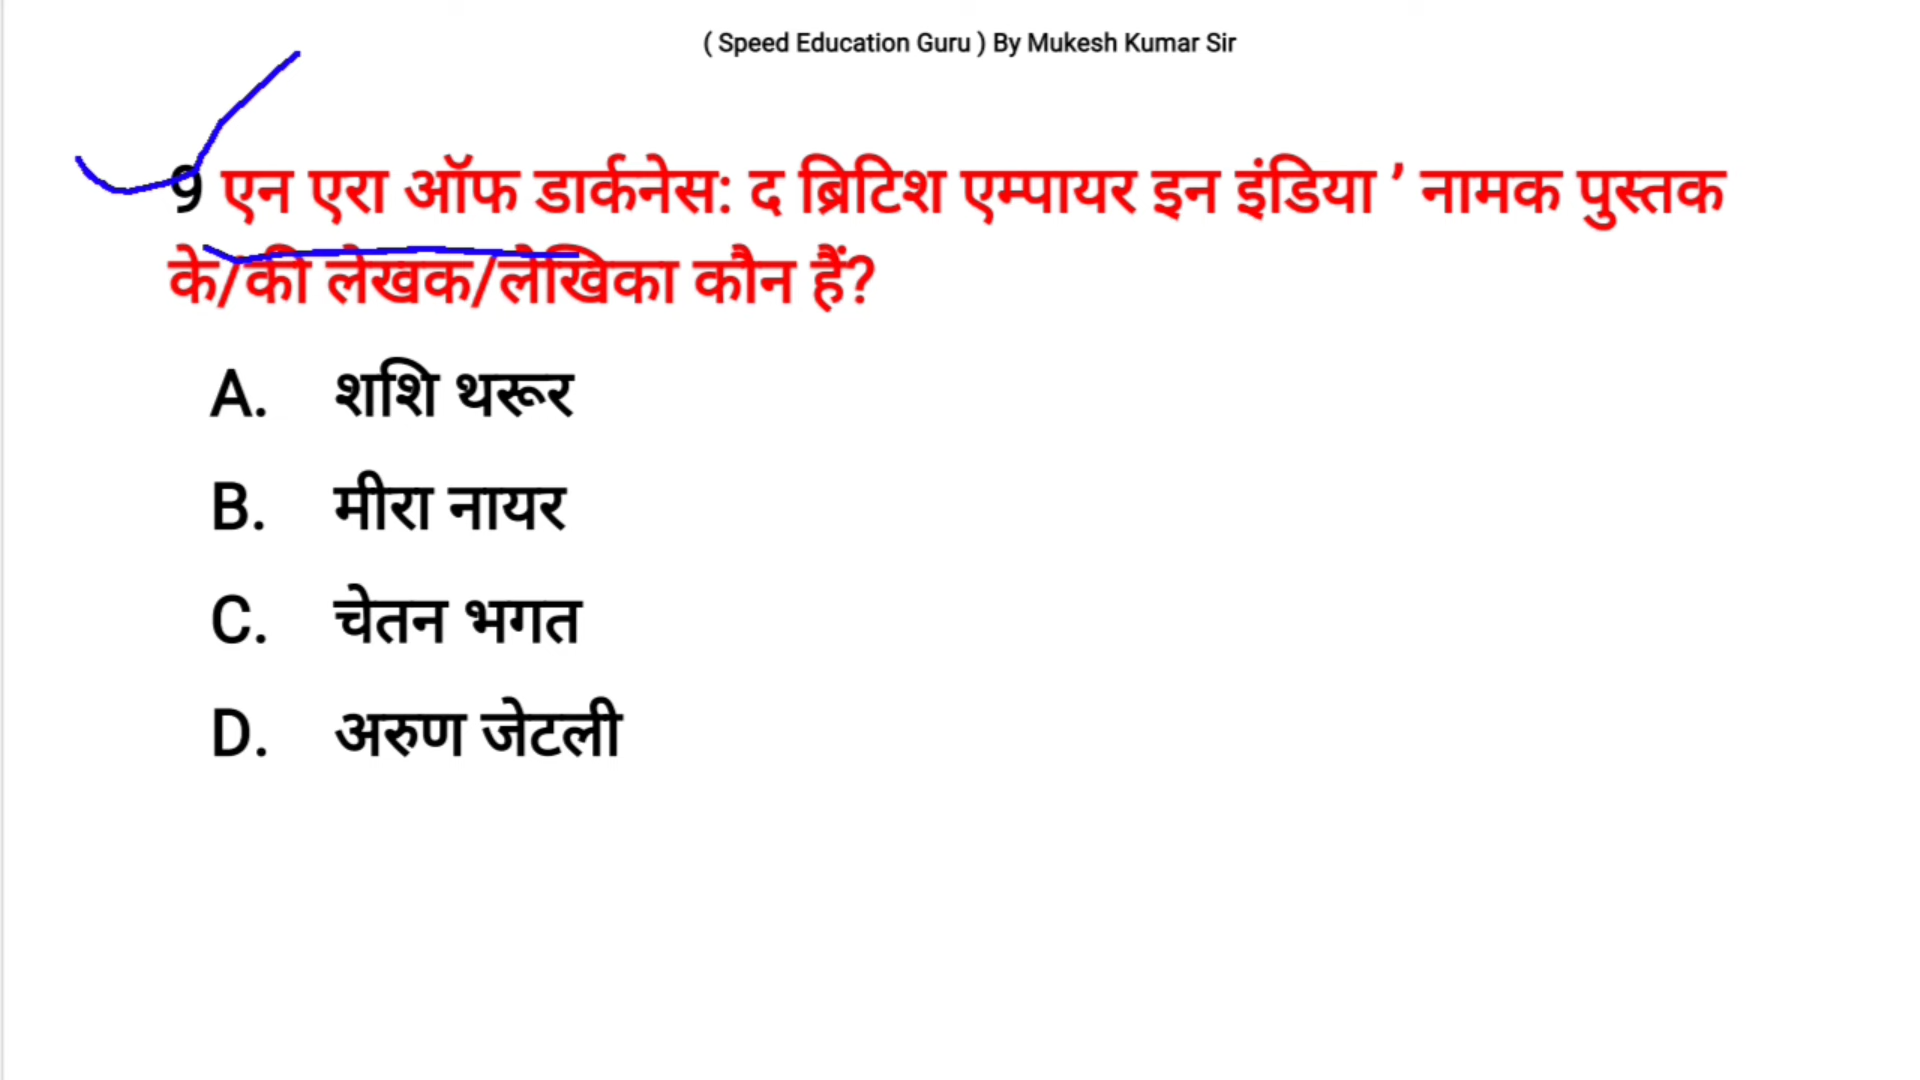 ( Speed Education Guru ) By Mukesh Kumar Sir
9 एन एरा ऑफ डार्कनेस: द ब्रिटिश एम्पायर इन इंडिया ’ नामक पुस्तक
के/की लेखक/लेखिका कौन हैं?
A. शशि थरूर
B. मीरा नायर
C. चेतन भगत
D. अरुण जेटली